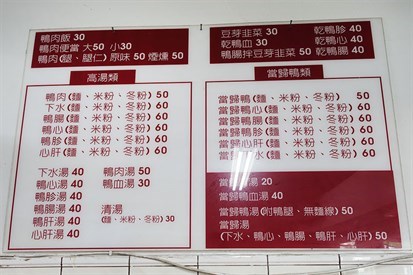 鴨肉飯 30
鴨肉便當 大50 小30
鴨肉(腿、腿仁) 原味 50 煙燻 50
高湯類
鴨肉(麵、米粉、冬粉) 50
下水(麵、米粉、冬粉) 60
鴨腸(麵、米粉、冬粉) 60
鴨心(麵、米粉、冬粉) 60
鴨胗(麵、米粉、冬粉) 60
心肝(麵、米粉、冬粉) 60
下水湯 40 鴨肉湯 50
鴨心湯 40 鴨血湯 30
鴨胗湯 40
鴨腸湯 40 清湯
鴨肝湯 40 (麵、米粉、冬粉) 30
心肝湯 40
豆芽韭菜 30 乾鴨胗 40
乾鴨血 30 乾鴨心 40
鴨腸拌豆芽韭菜 50 乾鴨腸 40
當歸鴨類
當歸鴨(麵、米粉、冬粉) 50
當歸鴨腸(麵、米粉、冬粉) 60
當歸鴨心(麵、米粉、冬粉) 60
當歸鴨胗(麵、米粉、冬粉) 60
當歸心肝(麵、米粉、冬粉) 60
當歸下水(麵、米粉、冬粉) 60
湯 20
當歸鴨血湯 40
當歸鴨湯(附鴨腿、無麵線) 50
當歸湯
(下水、鴨心、鴨腸、鴨肝、心肝) 50